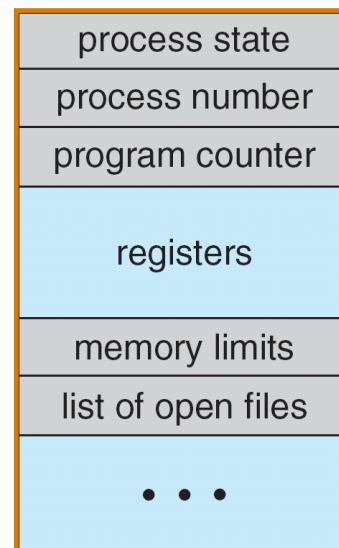 process state
process number
program counter
registers
memory limits
list of open files
• • •